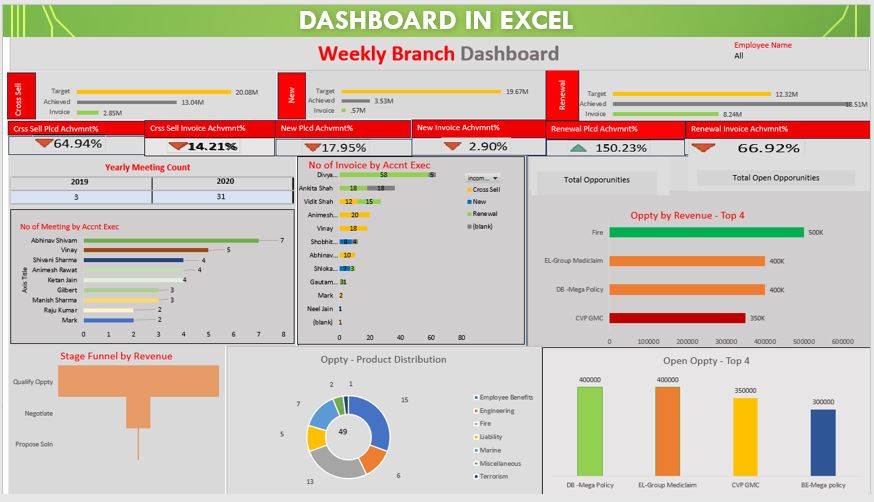 DASHBOARD IN EXCEL
Weekly Branch Dashboard
Employee Name
All
Cross Sell
Target
20.08M
Achieved
13.04M
Invoice
2.85M
New
Target
19.67M
Achieved
3.53M
Invoice
.57M
Renewal
Target
12.32M
Achieved
18.51M
Invoice
8.24M
Crss Sell Plcd Achvmnt%
64.94%
Crss Sell Invoice Achvmnt%
14.21%
New Plcd Achvmnt%
17.95%
New Invoice Achvmnt%
2.90%
Renewal Plcd Achvmnt%
150.23%
Renewal Invoice Achvmnt%
66.92%
Yearly Meeting Count
2019 2020
3 31
No of Meeting by Accnt Exec
Axis Title
Abhinav Shivam 7
Vinay 5
Shivani Sharma 4
Animesh Rawat 4
Ketan Jain 4
Gilbert 3
Manish Sharma 3
Raju Kumar 2
Mark 2
0 1 2 3 4 5 6 7 8
No of Invoice by Accnt Exec
Divya... 58 5
Ankita Shah 18 18
Vidit Shah 12 15
Animesh... 20
Vinay 18
Shobhit... 8 4
Abhinav... 10
Shloka... 7 3
Gautam... 31
Mark 2
Neel Jain 1
(blank) 1
0 20 40 60 80
incom...
Cross Sell
New
Renewal
(blank)
Total Opporunities
Total Open Opporunities
Oppty by Revenue - Top 4
Fire 500K
EL-Group Mediclaim 400K
DB -Mega Policy 400K
CVP GMC 350K
0 100000 200000 300000 400000 500000 600000
Stage Funnel by Revenue
Qualify Oppty
Negotiate
Propose Soln
Oppty - Product Distribution
15
6
13
5
7
2
1
49
Employee Benefits
Engineering
Fire
Liability
Marine
Miscellaneous
Terrorism
Open Oppty - Top 4
400000 400000 350000 300000
DB -Mega Policy EL-Group Mediclaim CVP GMC BE-Mega policy